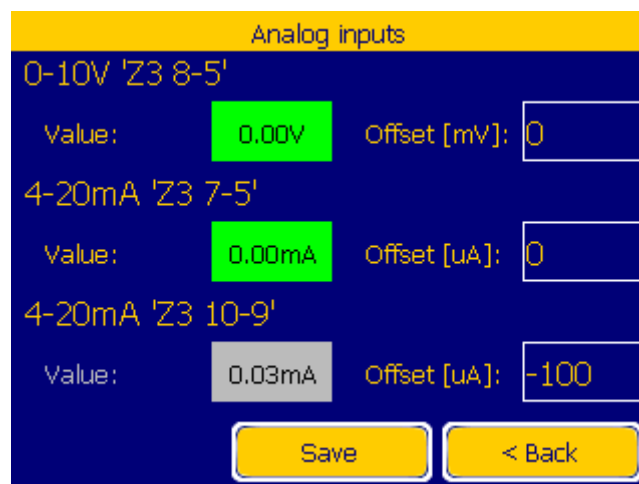 Analog inputs
0-10V 'Z3 8-5'
Value: 0.00V Offset [mV]: 0
4-20mA 'Z3 7-5'
Value: 0.00mA Offset [uA]: 0
4-20mA 'Z3 10-9'
Value: 0.03mA Offset [uA]: -100
Save < Back